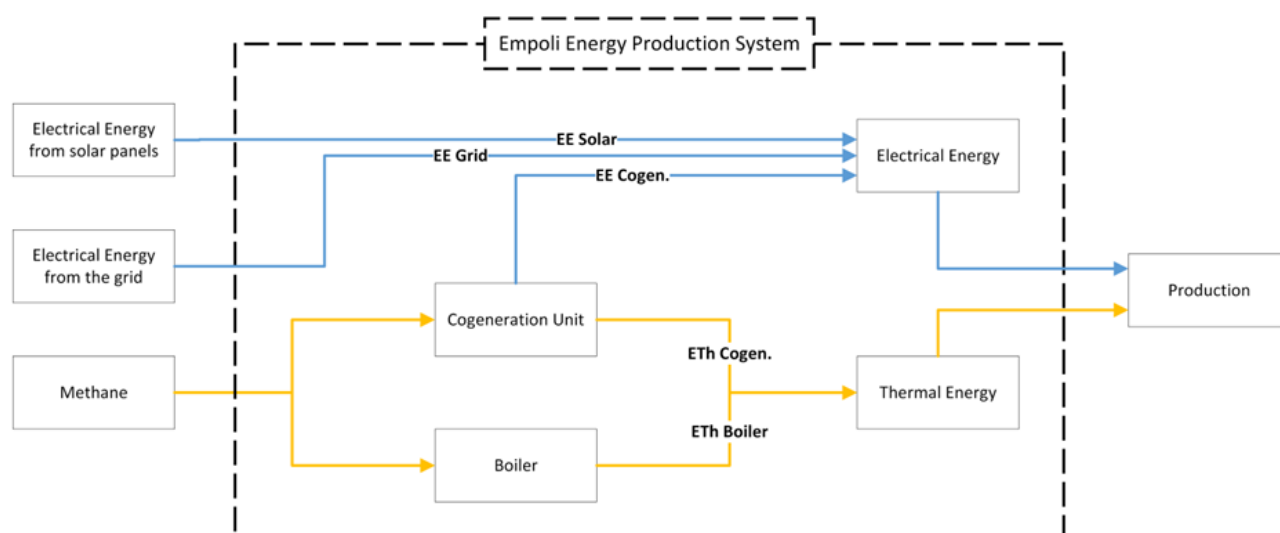 Empoli Energy Production System
Electrical Energy
from solar panels
EE Solar
EE Grid
EE Cogen.
Electrical Energy
Electrical Energy
from the grid
Production
Cogeneration Unit
ETh Cogen.
Methane
Thermal Energy
ETh Boiler
Boiler